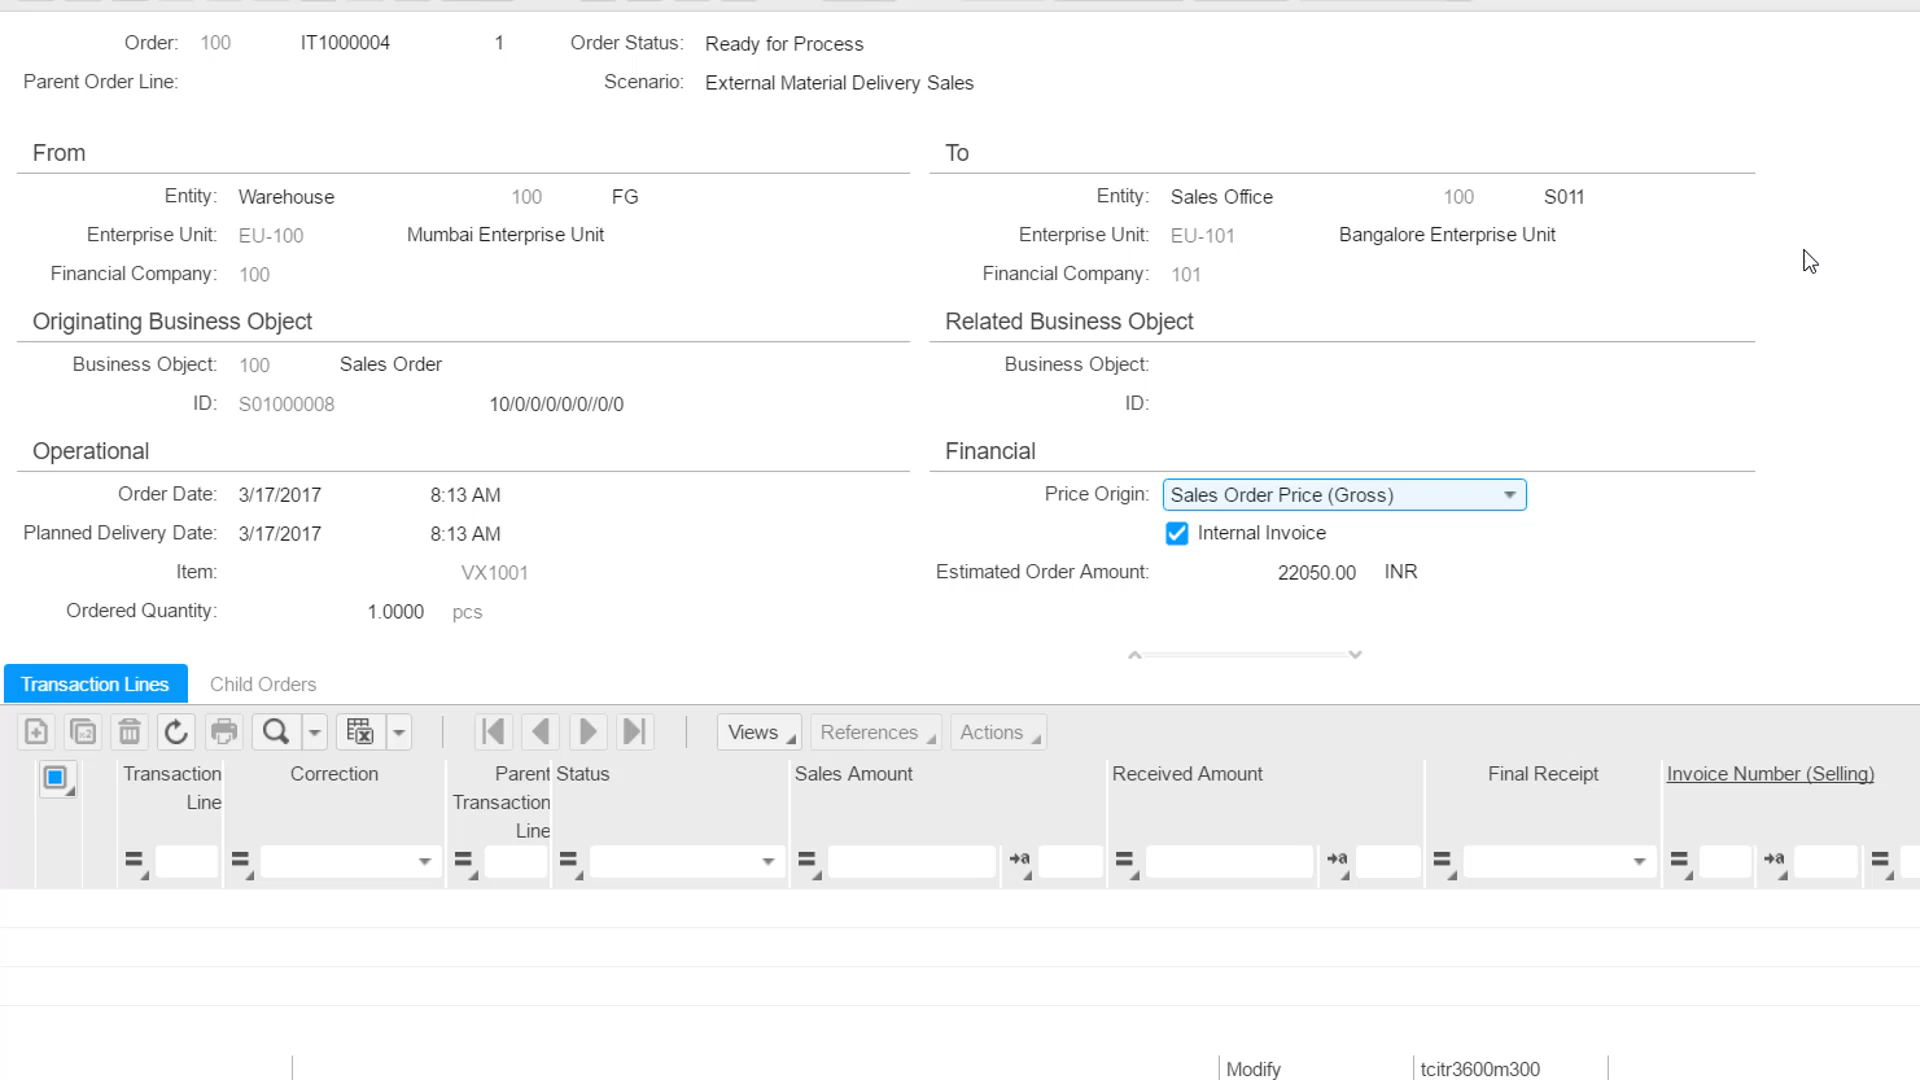 Order: 100 IT1000004 1 Order Status: Ready for Process
Parent Order Line: Scenario: External Material Delivery Sales
From To
Entity: Warehouse 100 FG Entity: Sales Office 100 S011
Enterprise Unit: EU-100 Mumbai Enterprise Unit Enterprise Unit: EU-101 Bangalore Enterprise Unit
Financial Company: 100 Financial Company: 101
Originating Business Object Related Business Object
Business Object: 100 Sales Order Business Object:
ID: S01000008 10/0/0/0/0/0//0/0 ID:
Operational Financial
Order Date: 3/17/2017 8:13 AM Price Origin: Sales Order Price (Gross)
Planned Delivery Date: 3/17/2017 8:13 AM Internal Invoice
Item: VX1001 Estimated Order Amount: 22050.00 INR
Ordered Quantity: 1.0000 pcs
Transaction Lines Child Orders
Views References Actions
Transaction Correction Parent Status Sales Amount Received Amount Final Receipt Invoice Number (Selling)
Line Transaction
Line
Modify tcitr3600m300